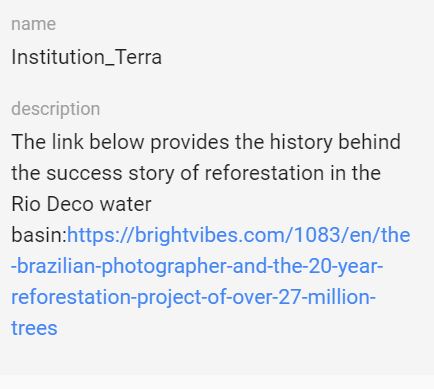 name
Institution_Terra
description
The link below provides the history behind
the success story of reforestation in the
Rio Deco water
basin:https://brightvibes.com/1083/en/the
-brazilian-photographer-and-the-20-year-
reforestation-project-of-over-27-million-
trees